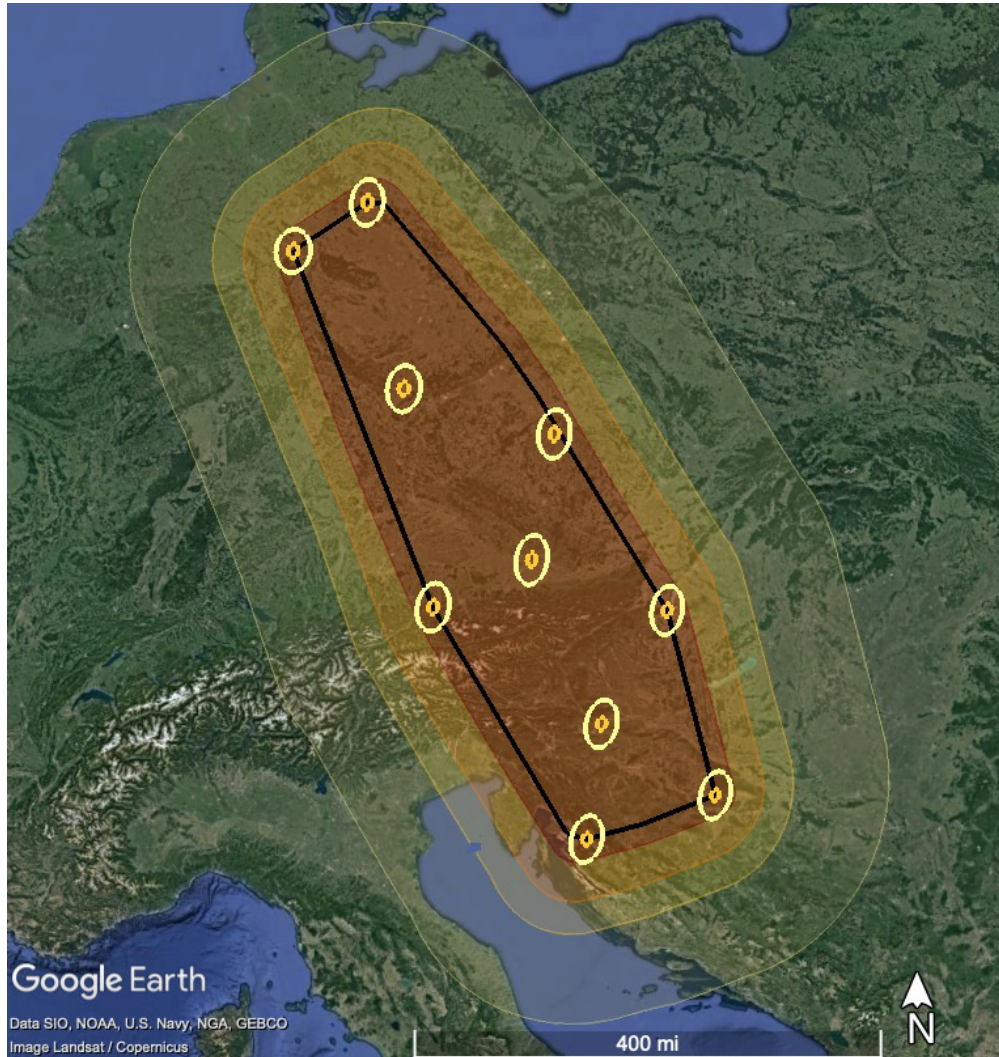 Google Earth
Data SIO, NOAA, U.S. Navy, NGA, GEBCO
Image Landsat / Copernicus
400 mi
N